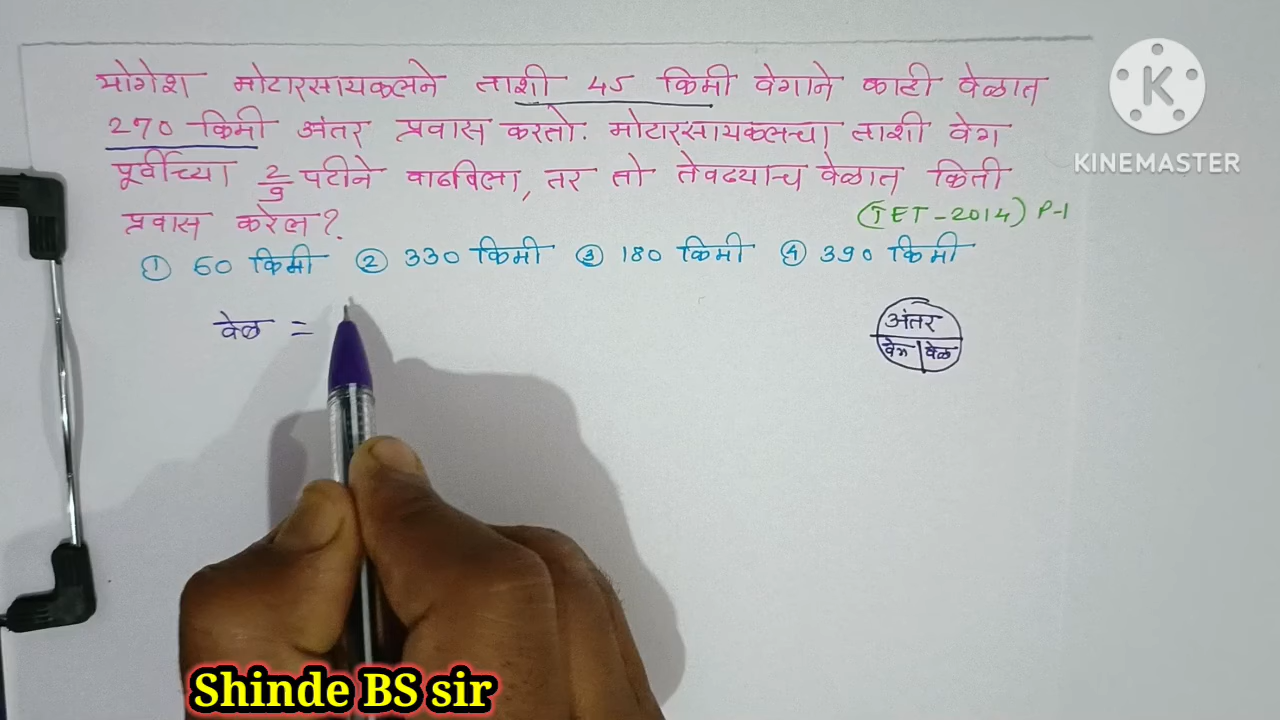 योगेश मोटारसायकलने ताशी 45 किमी वेगाने काही वेळात
270 किमी अंतर प्रवास करतो. मोटारसायकलचा ताशी वेग
पूर्वीच्या 2/9 पटीने वाढविला, तर तो तेवढ्याच वेळात किती
प्रवास करेल?
(TET-2014) P-1
① 60 किमी ② 330 किमी ③ 180 किमी ④ 390 किमी
वेळ =
अंतर
वेग | वेळ
KINEMASTER
Shinde BS sir